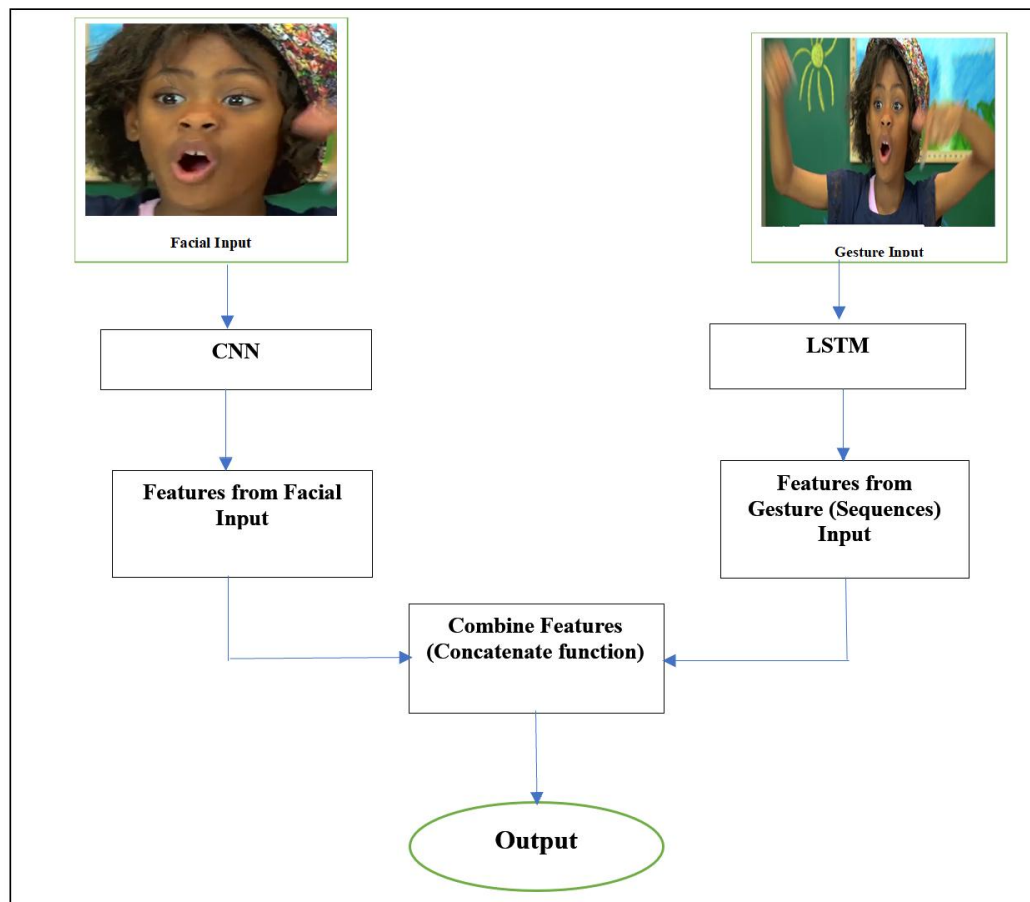 Facial Input
Gesture Input
CNN
LSTM
Features from Facial
Input
Features from
Gesture (Sequences)
Input
Combine Features
(Concatenate function)
Output